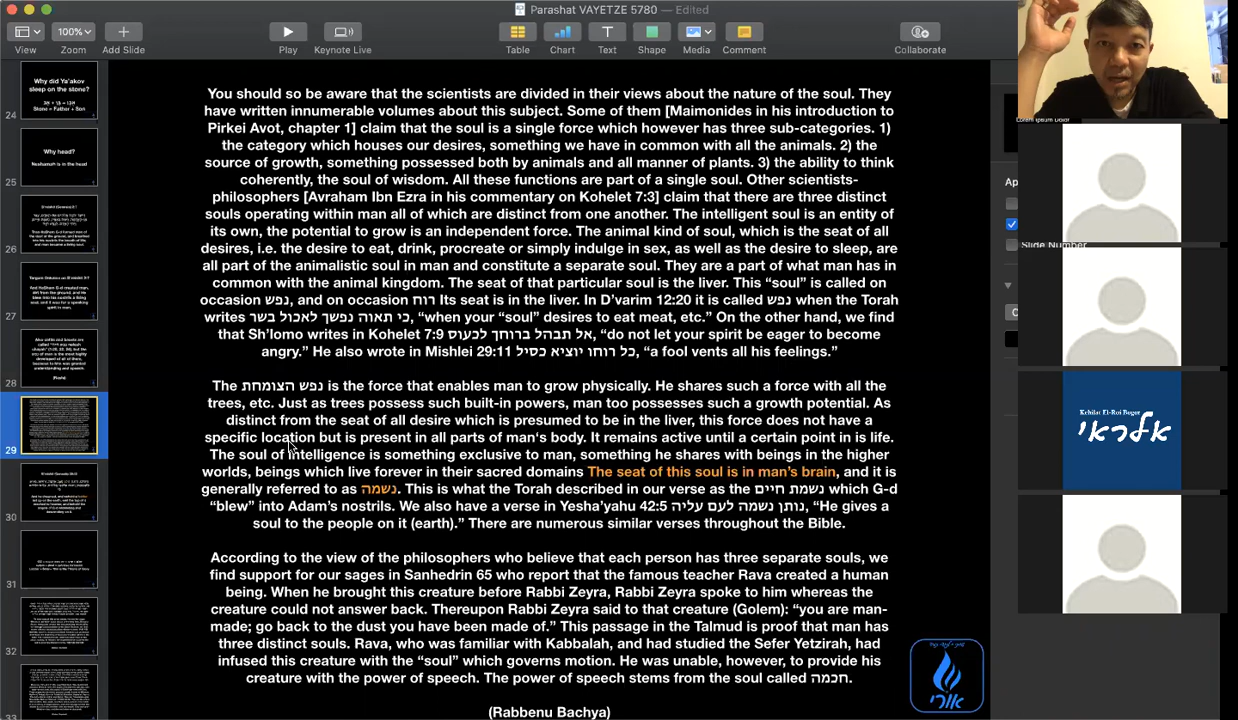 Parashat VAYETZE 5780 — Edited
View
100%
Zoom
Add Slide
Play
Keynote Live
Table
Chart
Text
Shape
Media
Comment
Collaborate
Why did Ya'akov
sleep on the stone?
Stone = Father + Son
24
Why head?
Neshamah is in the head
25
26
27
28
29
30
31
32
33
You should so be aware that the scientists are divided in their views about the nature of the soul. They
have written innumerable volumes about this subject. Some of them [Maimonides in his introduction to
Pirkei Avot, chapter 1] claim that the soul is a single force which however has three sub-categories. 1)
the category which houses our desires, something we have in common with all the animals. 2) the
source of growth, something possessed both by animals and all manner of plants. 3) the ability to think
coherently, the soul of wisdom. All these functions are part of a single soul. Other scientists-
philosophers [Avraham Ibn Ezra in his commentary on Kohelet 7:3] claim that there are three distinct
souls operating within man all of which are distinct from one another. The intelligent soul is an entity of
its own, the potential to grow is an independent force. The animal kind of soul, which is the seat of all
desires, i.e. the desire to eat, drink, procreate or simply indulge in sex, as well as the desire to sleep, are
all part of the animalistic soul in man and constitute a separate soul. They are a part of what man has in
common with the animal kingdom. The seat of that particular soul is the liver. This “soul” is called on
occasion נפש, and on occasion רוח Its seat is in the liver. In D’varim 12:20 it is called נפש when the Torah
writes כי תאוה נפשך לאכול בשר, “when your “soul” desires to eat meat, etc.” On the other hand, we find
that Sh’lomo writes in Kohelet 7:9 אל תבהל ברוחך לכעוס, “do not let your spirit be eager to become
angry.” He also wrote in Mishlei 29:11 כל רוחו יוציא כסיל, “a fool vents all his feelings.”
The נפש הצומחת is the force that enables man to grow physically. He shares such a force with all the
trees, etc. Just as trees possess such built-in powers, man too possesses such a growth potential. As
distinct from the seat of all desire which is presumed to be in the liver, this force does not have a
specific location but is present in all parts of man‘s body. It remains active until a certain point in is life.
The soul of intelligence is something exclusive to man, something he shares with beings in the higher
worlds, beings which live forever in their sacred domains The seat of this soul is in man’s brain, and it is
generally referred to as נשמה. This is what the Torah described in our verse as the נשמת חיים which G-d
“blew” into Adam’s nostrils. We also have a verse in Yesha’yahu 42:5 נותן נשמה לעם עליה, “He gives a
soul to the people on it (earth).” There are numerous similar verses throughout the Bible.
According to the view of the philosophers who believe that each person has three separate souls, we
find support for our sages in Sanhedrin 65 who report that the famous teacher Rava created a human
being. When he brought this creature before Rabbi Zeyra, Rabbi Zeyra spoke to him whereas the
creature could not answer back. Thereupon Rabbi Zeyra said to that creature (Golem): “you are man-
made; go back to the dust you have been made of.” This passage in the Talmud is proof that man has
three distinct souls. Rava, who was familiar with Kabbalah, and had studied the Sefer Yetzirah, had
infused this creature with the “soul” which governs motion. He was unable, however, to provide his
creature with the power of speech. The power of speech stems from the soul called חכמה.
(Rabbenu Bachya)
אורי
Lorem Ipsum Dolor
Ap
Slide Number
Kehilat El-Roi Bogor
אלראי